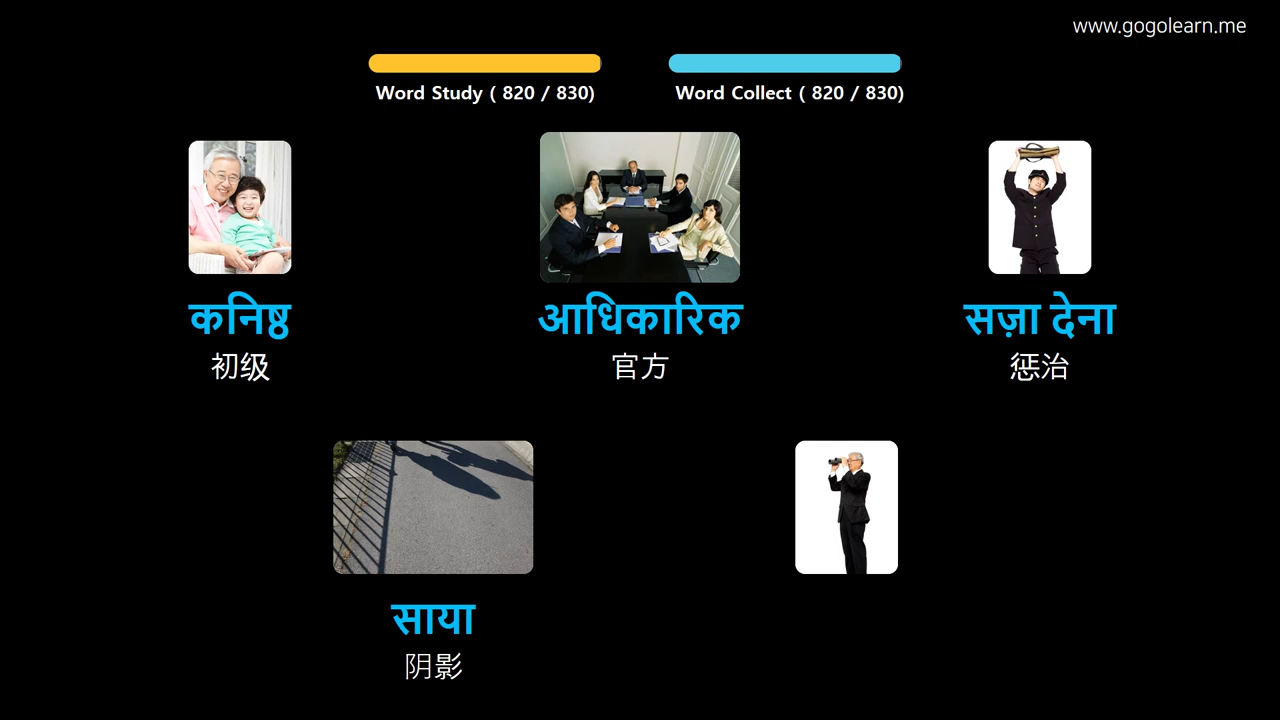 www.gogolearn.me
Word Study ( 820 / 830)
Word Collect ( 820 / 830)
कनिष्ठ
初级
आधिकारिक
官方
सज़ा देना
惩治
साया
阴影